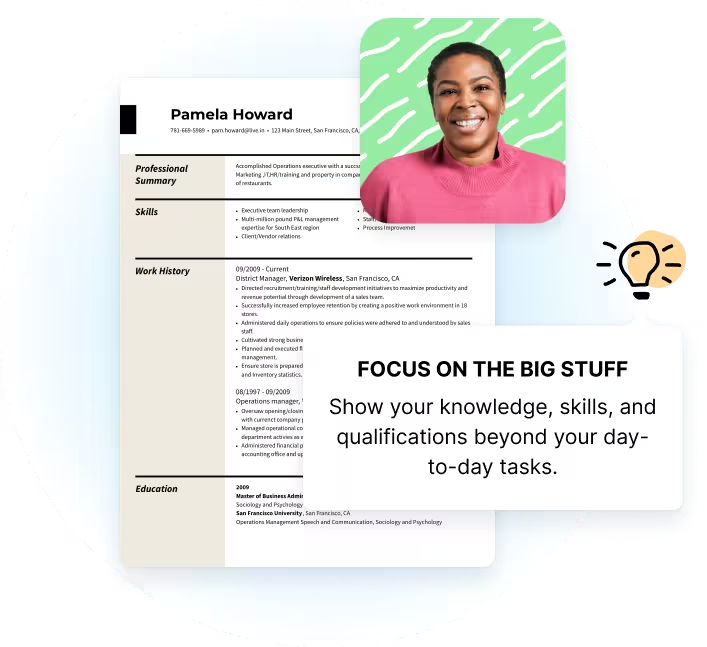 Pamela Howard
781-669-5989 • pam.howard@live.in • 123 Main Street, San Francisco, CA,
Professional
Summary
Accomplished Operations executive with a
Marketing ,I.T,HR/training and property in
of restaurants.
Skills
• Executive team leadership
• Multi-million pound P&L management
expertise for South East region
• Client/Vendor relations
• Process Improvemet
Work History
09/2009 - Current
District Manager, Verizon Wireless, San Francisco, CA
• Directed recruitment/training/staff development initiatives to maximize productivity and
revenue potential through development of a sales team.
• Successfully increased employee retention by creating a positive work environment in 18
stores.
• Administered daily operations to ensure policies were adhered to and understood by sales
staff.
• Cultivated strong
• Planned and executed
management.
• Ensure store is prepared
and Inventory statistics.
08/1997 - 09/2009
Operations manager,
• Oversaw
with currenct company
• Managed operational
department activies as
• Administered financial
accounting office and
Education
2009
Master of Business
Sociology and Psychology
San Francisco University, San Francisco, CA
Operations Management Speech and Communication, Sociology and Psychology
FOCUS ON THE BIG STUFF
Show your knowledge, skills, and
qualifications beyond your day-
to-day tasks.